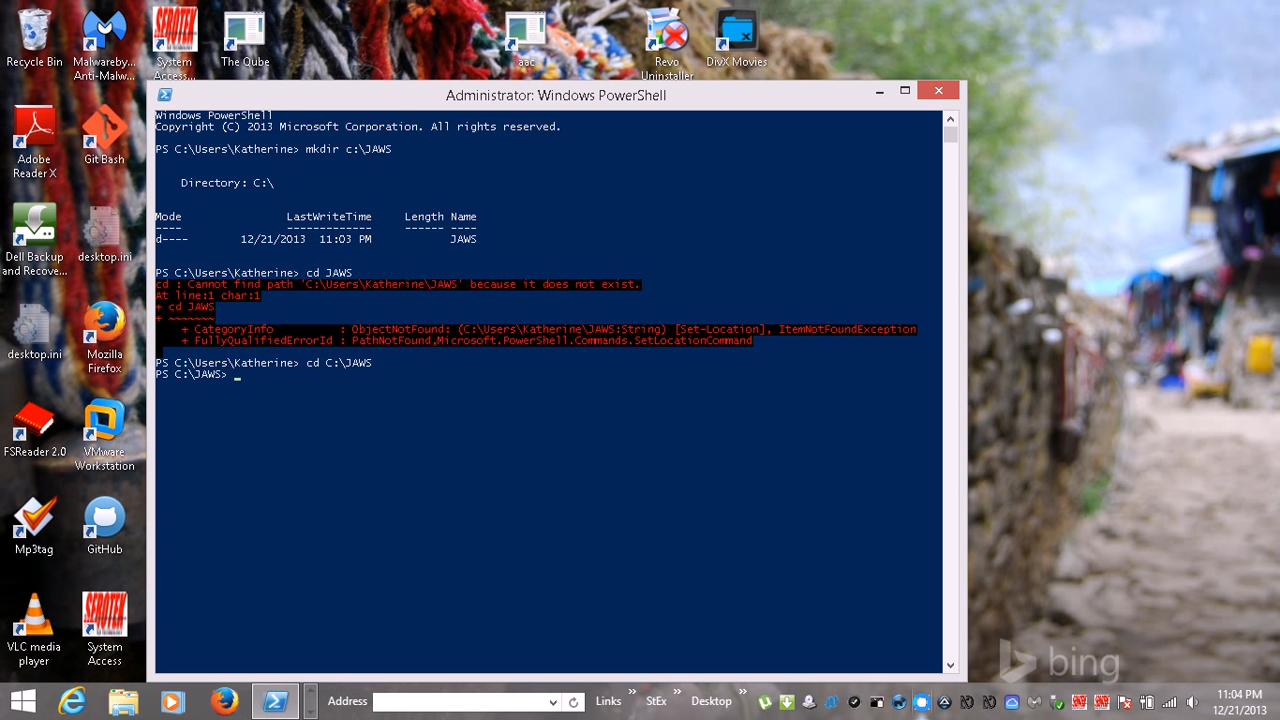 Recycle Bin
Malwareby...
Anti-Malw...
SEROTEK
System
Access...
The Qube
aac
Revo
Uninstaller
DivX Movies
Administrator: Windows PowerShell
Windows PowerShell
Copyright (C) 2013 Microsoft Corporation. All rights reserved.
PS C:\Users\Katherine> mkdir c:\JAWS
Directory: C:\
Mode LastWriteTime Length Name
---- ------------- ------ ----
d---- 12/21/2013 11:03 PM JAWS
PS C:\Users\Katherine> cd JAWS
cd : Cannot find path 'C:\Users\Katherine\JAWS' because it does not exist.
At line:1 char:1
+ cd JAWS
+ ~~~~~~~
+ CategoryInfo : ObjectNotFound: (C:\Users\Katherine\JAWS:String) [Set-Location], ItemNotFoundException
+ FullyQualifiedErrorId : PathNotFound,Microsoft.PowerShell.Commands.SetLocationCommand
PS C:\Users\Katherine> cd C:\JAWS
PS C:\JAWS> _
Adobe
Reader X
Git Bash
Dell Backup
and Recove...
desktop.ini
desktop.ini
Mozilla
Firefox
FSReader 2.0
VMware
Workstation
Mp3tag
GitHub
VLC media
player
SEROTEK
System
Access
bing
Address
Links
StEx
Desktop
11:04 PM
12/21/2013